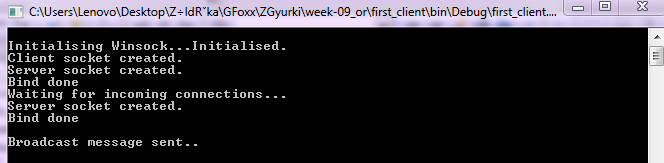 C:\Users\Lenovo\Desktop\Z÷ldR˘ka\GFoxx\ZGyurki\week-09_or\first_client\bin\Debug\first_client....
Initialising Winsock...Initialised.
Client socket created.
Server socket created.
Bind done
Waiting for incoming connections...
Server socket created.
Bind done
Broadcast message sent..